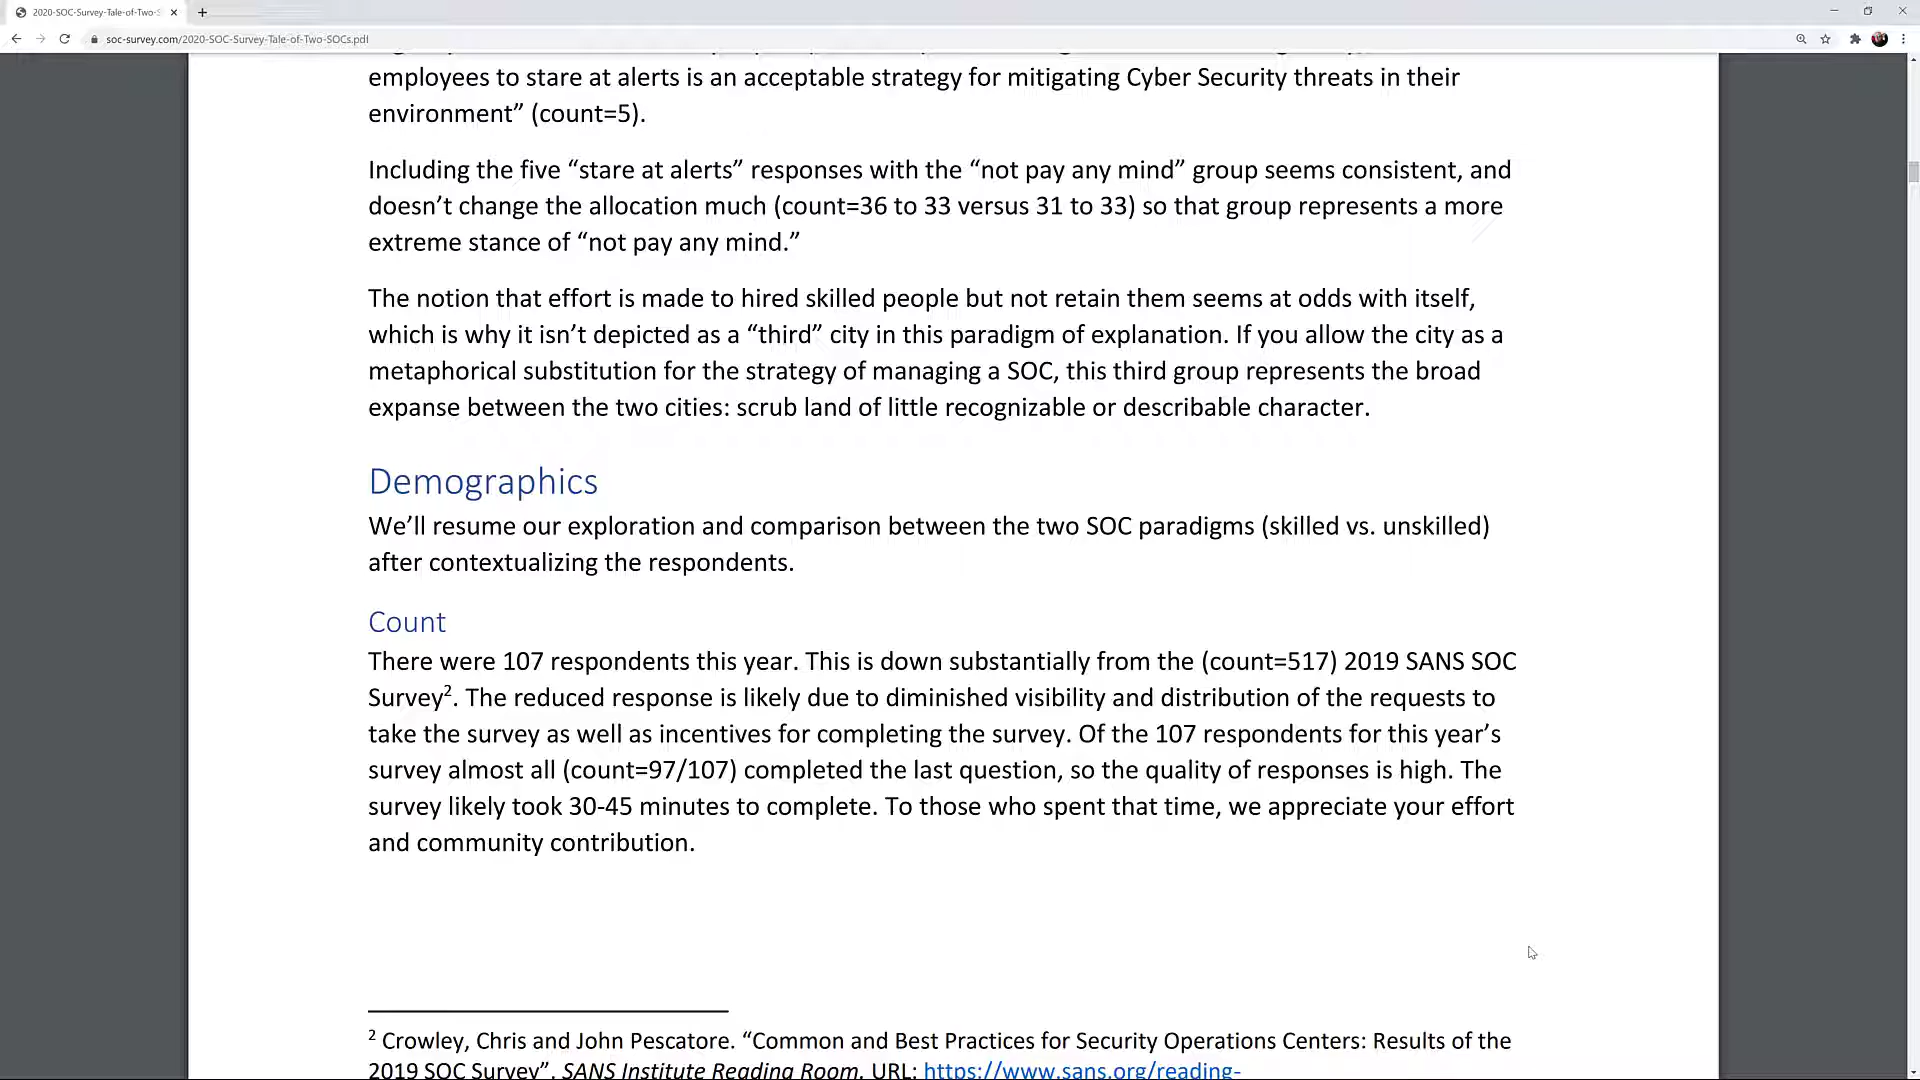 2020-SOC-Survey-Tale-of-Two-S
soc-survey.com/2020-SOC-Survey-Tale-of-Two-SOCs.pdf
employees to stare at alerts is an acceptable strategy for mitigating Cyber Security threats in their
environment” (count=5).
Including the five “stare at alerts” responses with the “not pay any mind” group seems consistent, and
doesn’t change the allocation much (count=36 to 33 versus 31 to 33) so that group represents a more
extreme stance of “not pay any mind.”
The notion that effort is made to hired skilled people but not retain them seems at odds with itself,
which is why it isn’t depicted as a “third” city in this paradigm of explanation. If you allow the city as a
metaphorical substitution for the strategy of managing a SOC, this third group represents the broad
expanse between the two cities: scrub land of little recognizable or describable character.
Demographics
We’ll resume our exploration and comparison between the two SOC paradigms (skilled vs. unskilled)
after contextualizing the respondents.
Count
There were 107 respondents this year. This is down substantially from the (count=517) 2019 SANS SOC
Survey2. The reduced response is likely due to diminished visibility and distribution of the requests to
take the survey as well as incentives for completing the survey. Of the 107 respondents for this year’s
survey almost all (count=97/107) completed the last question, so the quality of responses is high. The
survey likely took 30-45 minutes to complete. To those who spent that time, we appreciate your effort
and community contribution.
2 Crowley, Chris and John Pescatore. “Common and Best Practices for Security Operations Centers: Results of the
2019 SOC Survey”. SANS Institute Reading Room. URL: https://www.sans.org/reading-